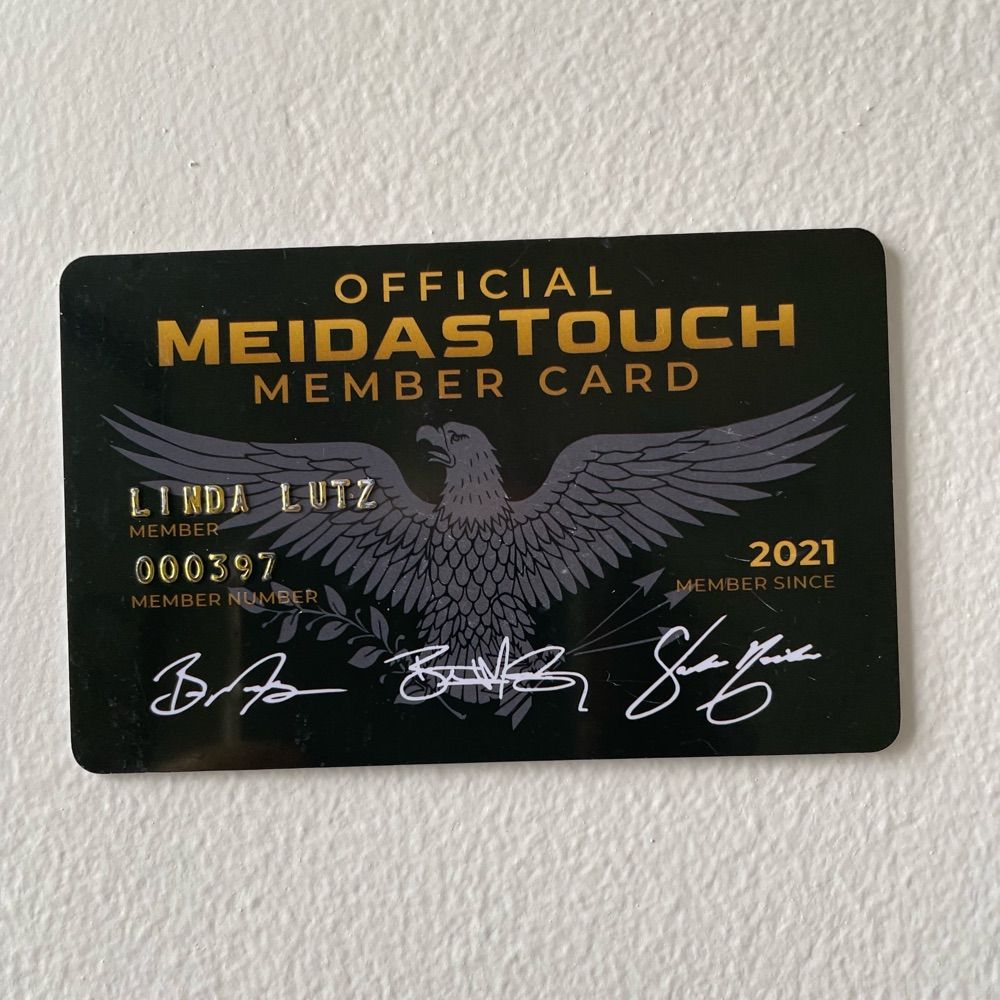 OFFICIAL
MEIDASTOUCH
MEMBER CARD
LINDA LUTZ
MEMBER
000397
MEMBER NUMBER
2021
MEMBER SINCE